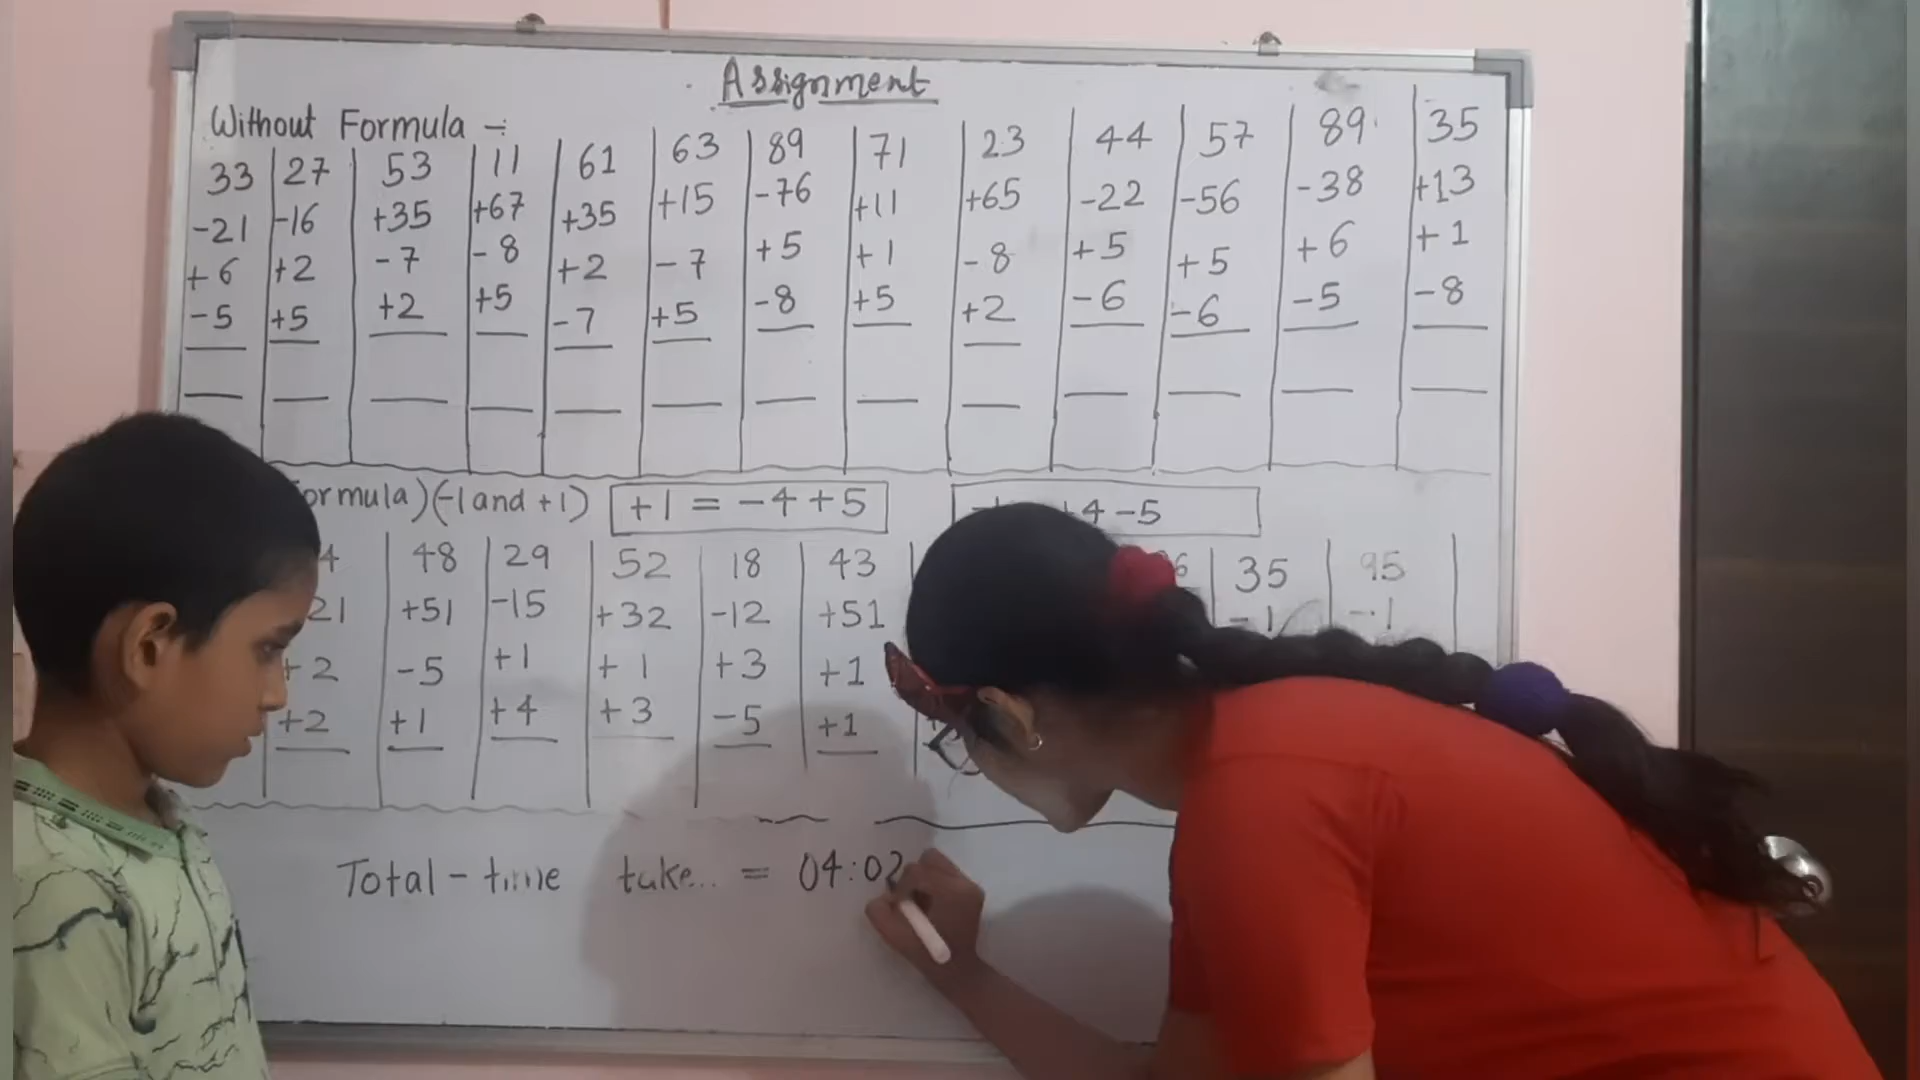 Assignment
Without Formula -
33 27 53 11 61 63 89 71 23 44 57 89 35
-21 -16 +35 +67 +35 +15 -76 +11 +65 -22 -56 -38 +13
+6 +2 -7 -8 +2 -7 +5 +1 -8 +5 +5 +6 +1
-5 +5 +2 +5 -7 +5 -8 +5 +2 -6 -6 -5 -8
ormula) (-1 and +1) +1 = -4 +5 +4 -5
4 48 29 52 18 43 6 35 95
21 +51 -15 +32 -12 +51 -1 -1
+2 -5 +1 +1 +3 +1
+2 +1 +4 +3 -5 +1
Total - time take.. = 04:02